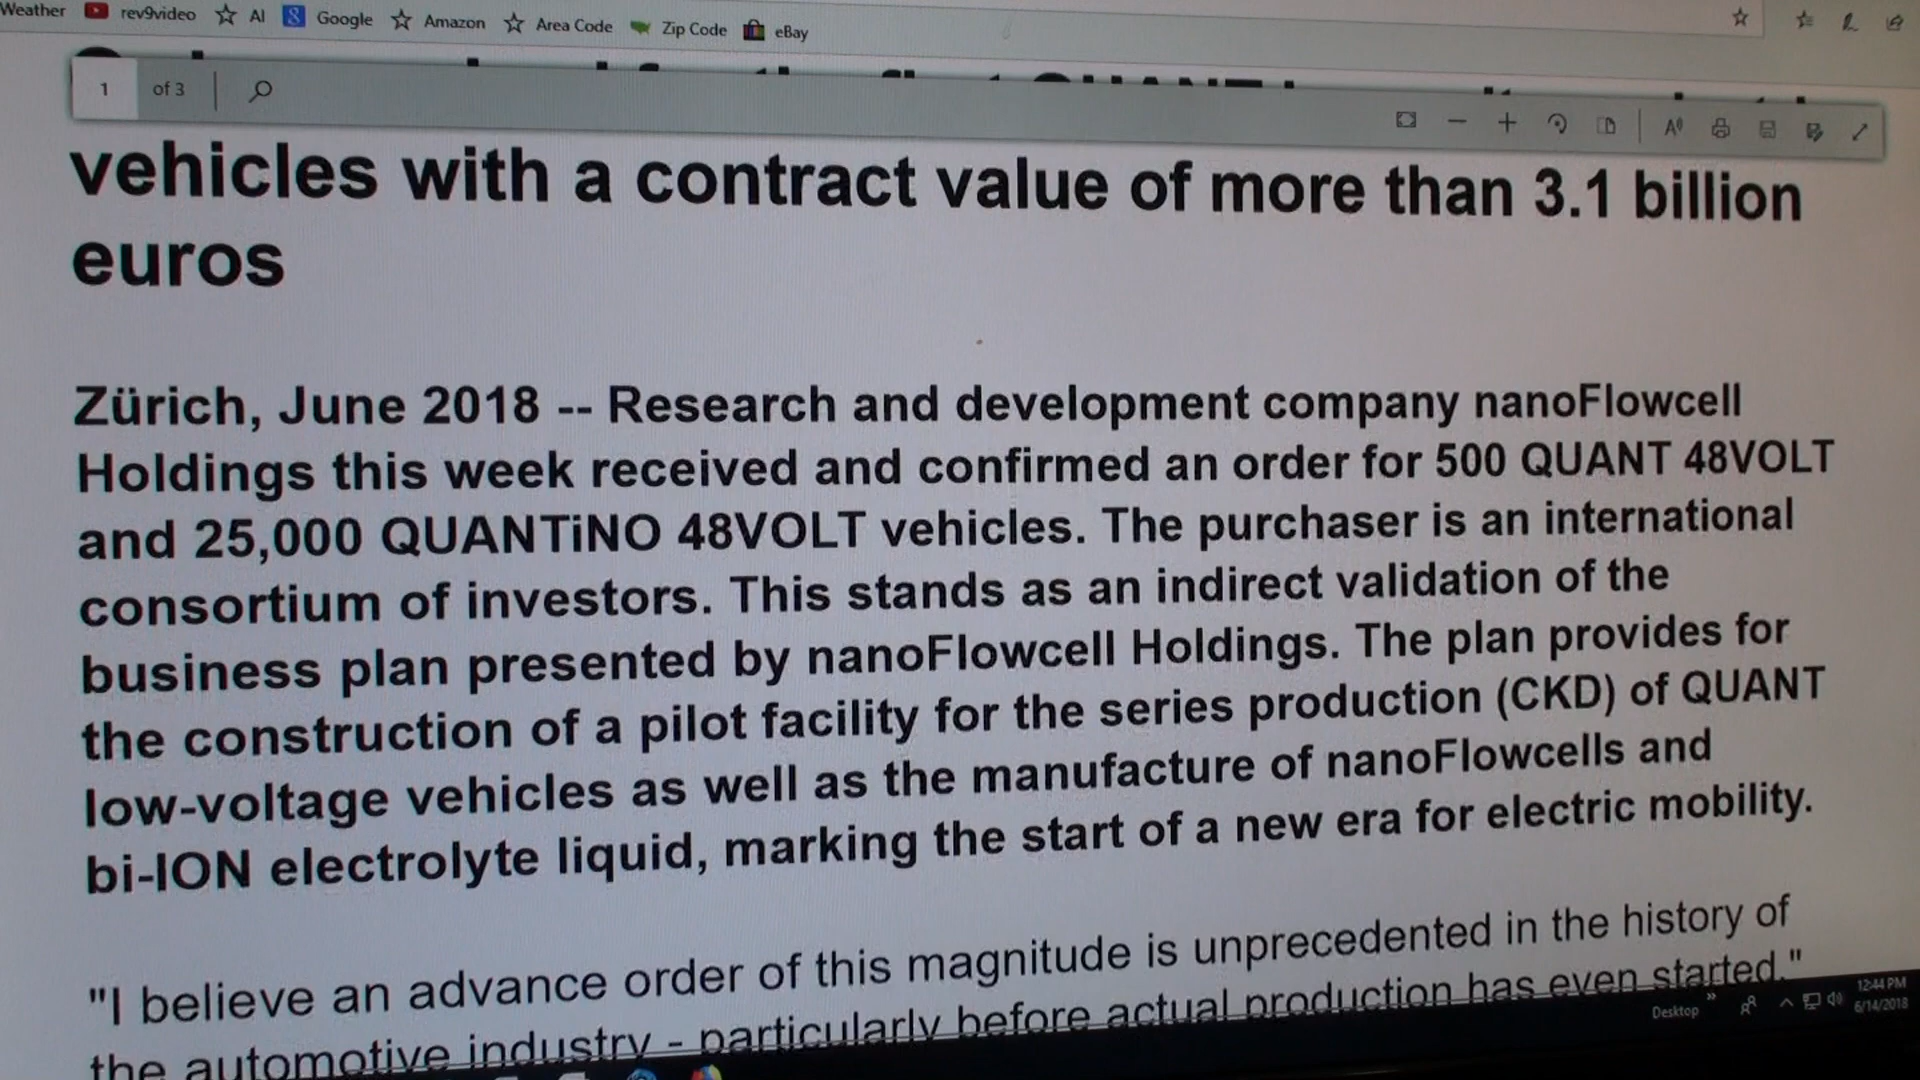 Weather rev9video AI Google Amazon Area Code Zip Code eBay
1 of 3
vehicles with a contract value of more than 3.1 billion
euros
Zürich, June 2018 -- Research and development company nanoFlowcell
Holdings this week received and confirmed an order for 500 QUANT 48VOLT
and 25,000 QUANTiNO 48VOLT vehicles. The purchaser is an international
consortium of investors. This stands as an indirect validation of the
business plan presented by nanoFlowcell Holdings. The plan provides for
the construction of a pilot facility for the series production (CKD) of QUANT
low-voltage vehicles as well as the manufacture of nanoFlowcells and
bi-ION electrolyte liquid, marking the start of a new era for electric mobility.
"I believe an advance order of this magnitude is unprecedented in the history of
the automotive industry - particularly before actual production has even started."
Desktop
12:44 PM
6/14/2018